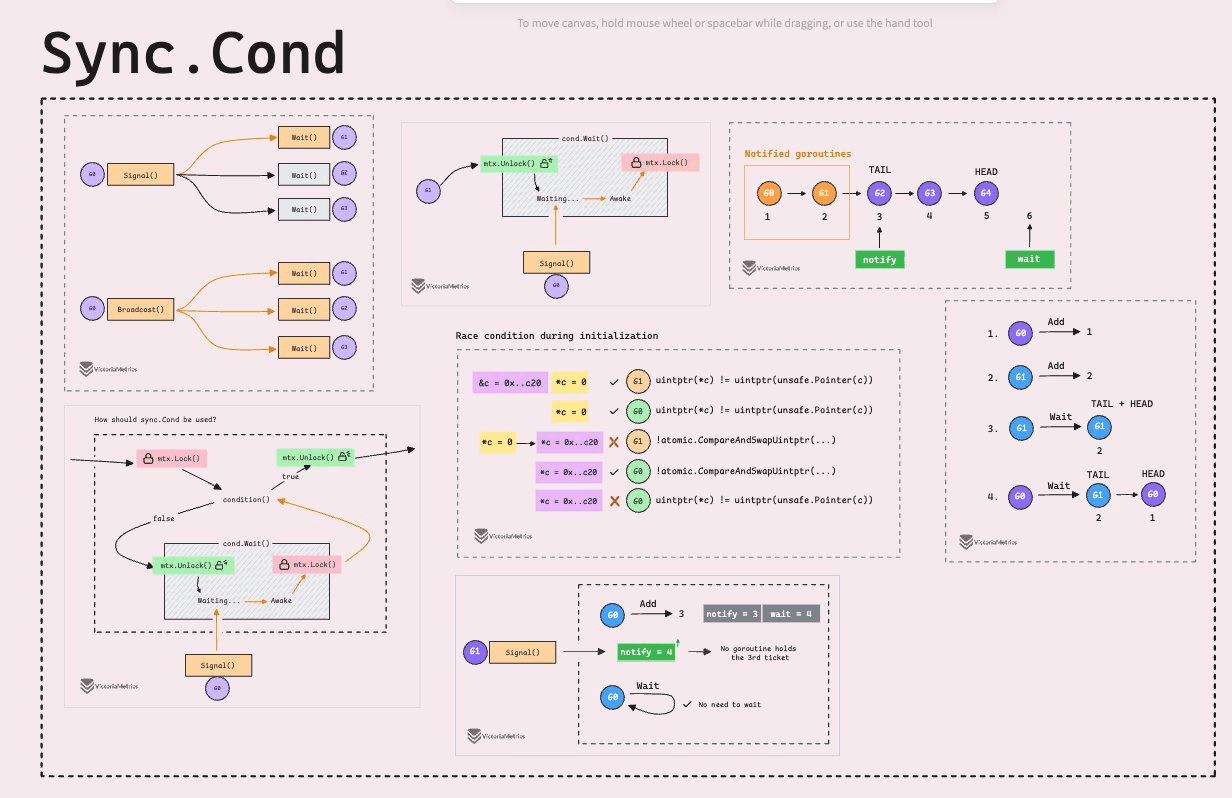 To move canvas, hold mouse wheel or spacebar while dragging, or use the hand tool
Sync.Cond
G0
Signal()
Wait()
G1
Wait()
G2
Wait()
G3
G0
Broadcast()
Wait()
G1
Wait()
G2
Wait()
G3
VictoriaMetrics
cond.Wait()
G1
mtx.Unlock()
mtx.Lock()
Waiting...
Awake
Signal()
G0
VictoriaMetrics
Notified goroutines
TAIL
HEAD
G0
G1
G2
G3
G4
1
2
3
4
5
6
notify
wait
VictoriaMetrics
1.
G0
Add
1
2.
G1
Add
2
3.
G1
Wait
TAIL + HEAD
G1
2
4.
G0
Wait
TAIL
G1
2
HEAD
G0
1
VictoriaMetrics
Race condition during initialization
&c = 0x..c20
*c = 0
G1
uintptr(*c) != uintptr(unsafe.Pointer(c))
*c = 0
G0
uintptr(*c) != uintptr(unsafe.Pointer(c))
*c = 0
*c = 0x..c20
G1
!atomic.CompareAndSwapUintptr(...)
*c = 0x..c20
G0
!atomic.CompareAndSwapUintptr(...)
*c = 0x..c20
G0
uintptr(*c) != uintptr(unsafe.Pointer(c))
VictoriaMetrics
How should sync.Cond be used?
mtx.Lock()
mtx.Unlock()
true
condition()
false
cond.Wait()
mtx.Unlock()
mtx.Lock()
Waiting...
Awake
Signal()
G0
VictoriaMetrics
G0
Add
3
notify = 3
wait = 4
G1
Signal()
notify = 4
No goroutine holds
the 3rd ticket
G0
Wait
No need to wait
VictoriaMetrics